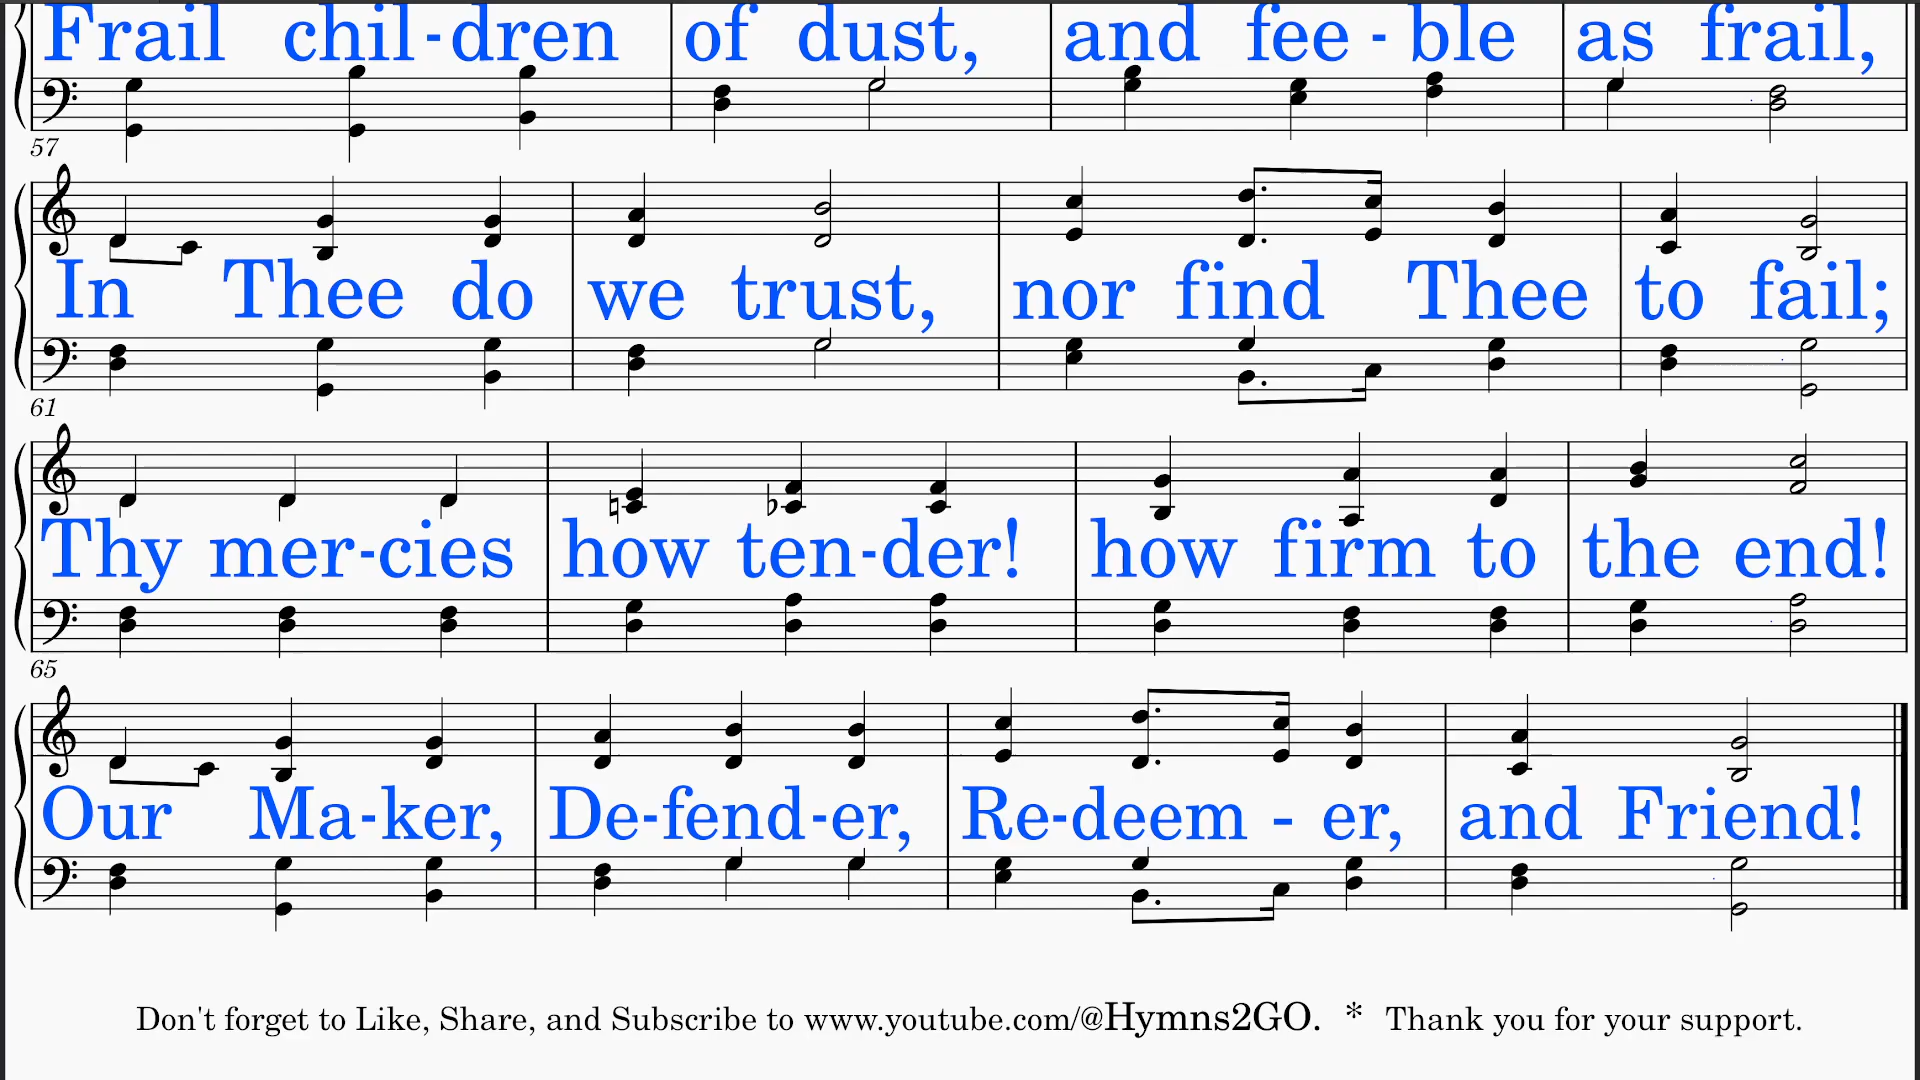 Frail chil-dren of dust, and fee - ble as frail,
57
In Thee do we trust, nor find Thee to fail;
61
Thy mer-cies how ten-der! how firm to the end!
65
Our Ma-ker, De-fend-er, Re-deem - er, and Friend!
Don't forget to Like, Share, and Subscribe to www.youtube.com/@Hymns2GO. * Thank you for your support.